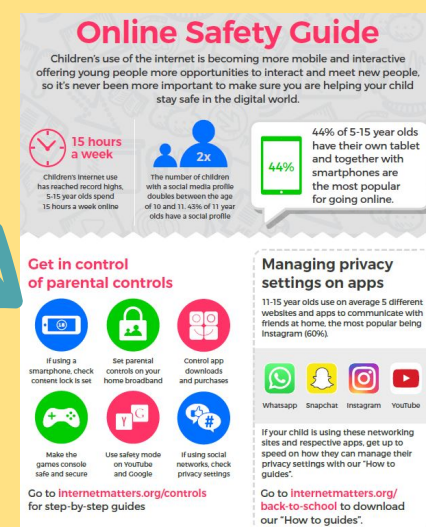 Online Safety Guide
Children's use of the internet is becoming more mobile and interactive
offering young people more opportunities to interact and meet new people,
so it's never been more important to make sure you are helping your child
stay safe in the digital world.
15 hours
a week
Children's internet use
has reached record highs,
5-15 year olds spend
15 hours a week online
2x
The number of children
with a social media profile
doubles between the age
of 10 and 11. 43% of 11 year
olds have a social profile
44%
44% of 5-15 year olds
have their own tablet
and together with
smartphones are
the most popular
for going online.
Get in control
of parental controls
18
If using a
smartphone, check
content lock is set
Set parental
controls on your
home broadband
Control app
downloads
and purchases
Make the
games console
safe and secure
Y G
Use safety mode
on YouTube
and Google
#
If using social
networks, check
privacy settings
Go to internetmatters.org/controls
for step-by-step guides
Managing privacy
settings on apps
11-15 year olds use on average 5 different
websites and apps to communicate with
friends at home, the most popular being
Instagram (60%).
Whatsapp Snapchat Instagram YouTube
If your child is using these networking
sites and respective apps, get up to
speed on how they can manage their
privacy settings with our "How to
guides".
Go to internetmatters.org/
back-to-school to download
our "How to guides".